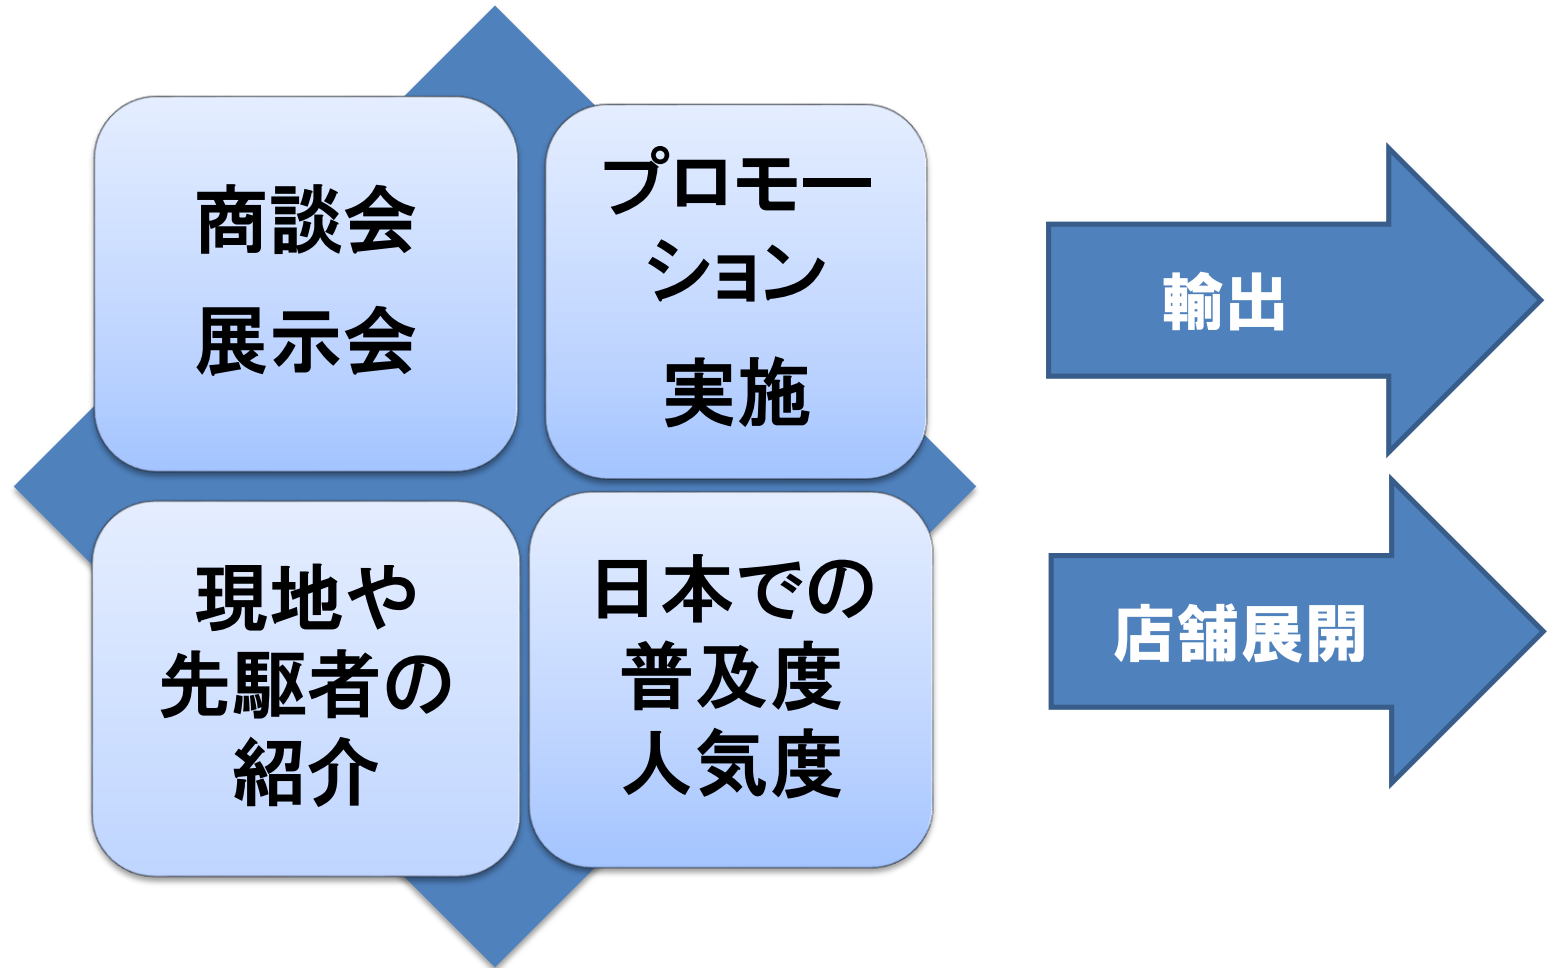 商談会
展示会
プロモー
ション
実施
現地や
先駆者の
紹介
日本での
普及度
人気度
輸出
店舗展開